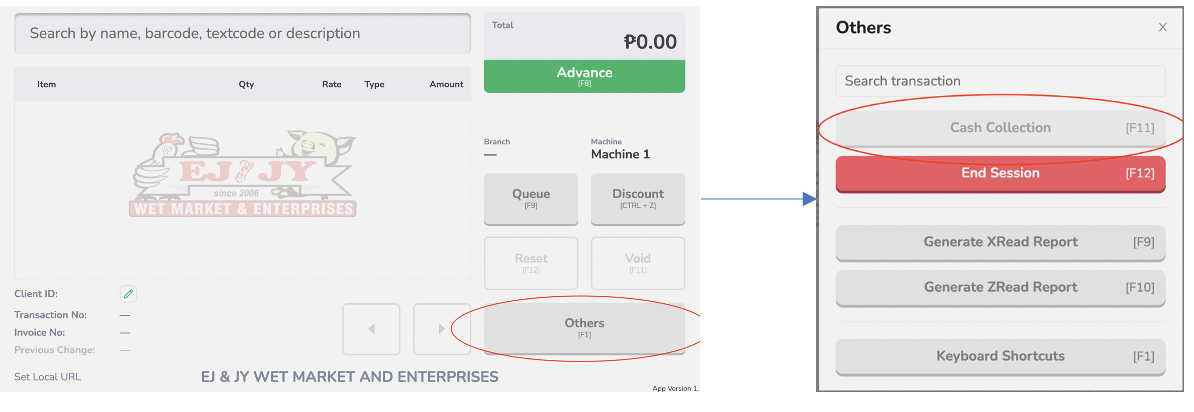 Search by name, barcode, textcode or description
Item Qty Rate Type Amount
EJ & JY
since 2006
WET MARKET & ENTERPRISES
Client ID:
Transaction No: —
Invoice No: —
Previous Change: —
Set Local URL
EJ & JY WET MARKET AND ENTERPRISES
Total
₱0.00
Advance
[F8]
Branch
—
Machine
Machine 1
Queue
[F9]
Discount
[CTRL + Z]
Reset
[F12]
Void
[F11]
Others
[F1]
App Version 1.
Others X
Search transaction
Cash Collection [F11]
End Session [F12]
Generate XRead Report [F9]
Generate ZRead Report [F10]
Keyboard Shortcuts [F1]